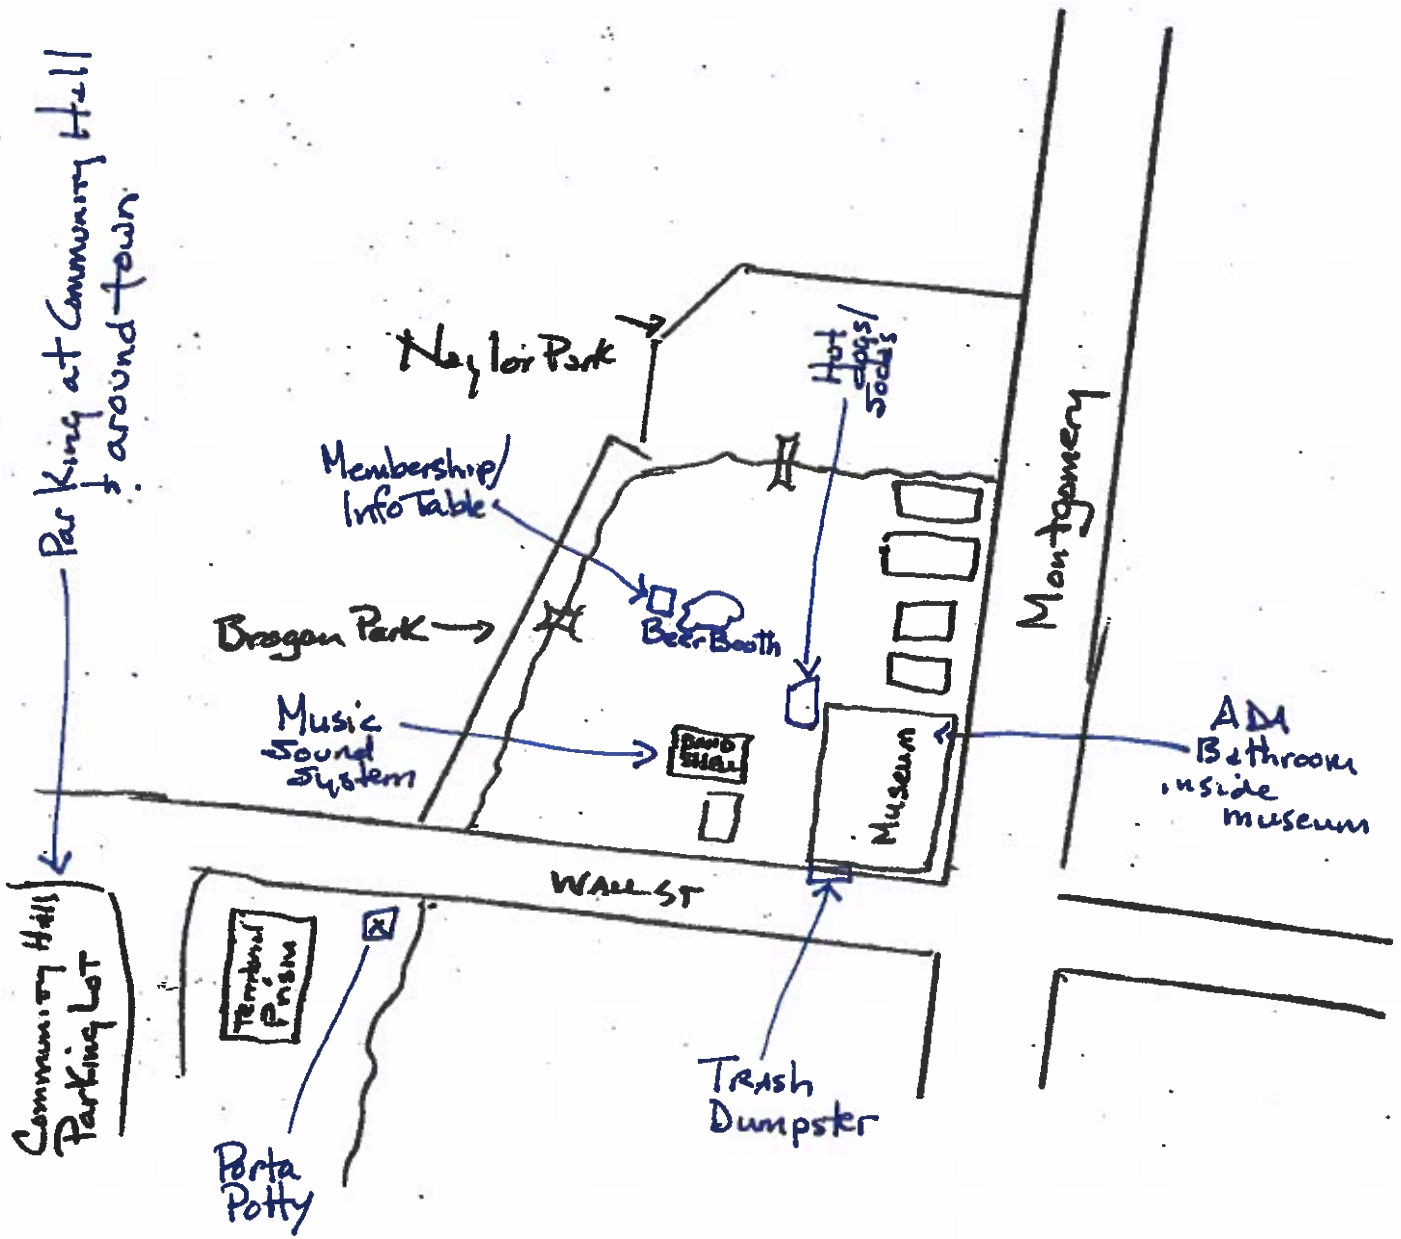 Parking at Community Hall
& around town.
Naylor Park
Hot
dogs/
Sodas
Membership/
Info Table
Montgomery
Brogan Park
Beer Booth
Music
Sound
System
BAND
SHELL
Museum
ADA
Bathroom
inside
museum
WALL ST
Community Hall
Parking Lot
Territorial
Prison
X
Trash
Dumpster
Porta
Potty